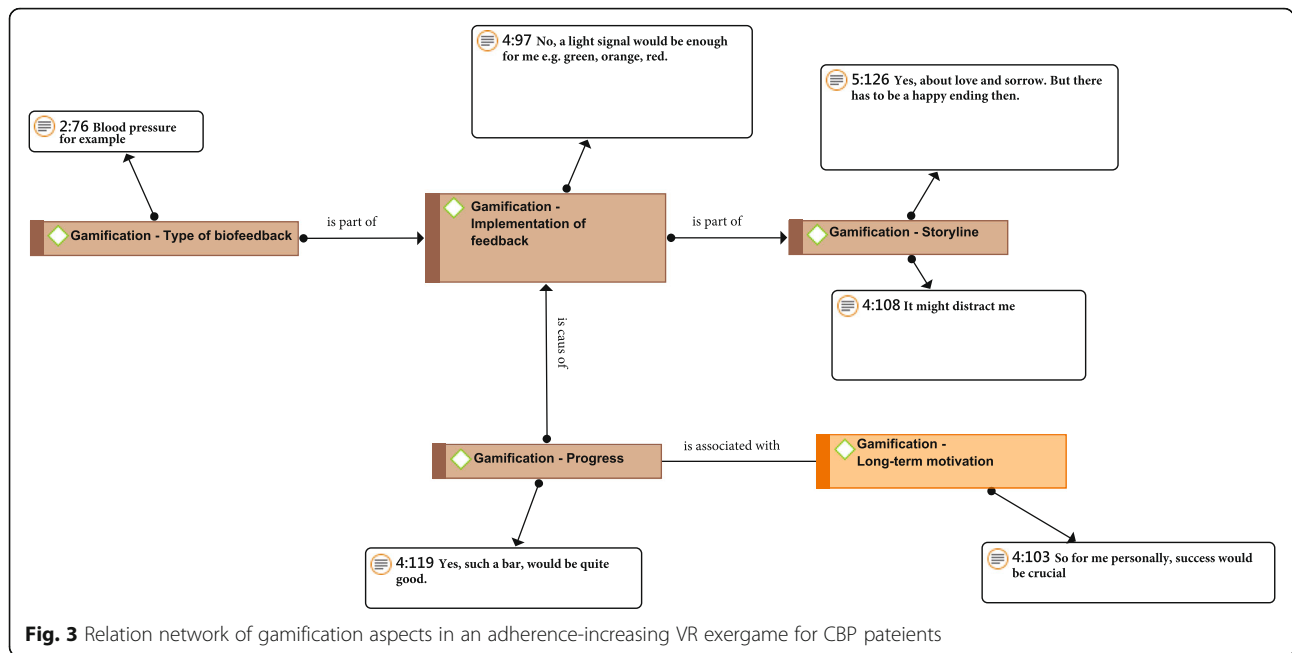 4:97 No, a light signal would be enough
for me e.g. green, orange, red.
5:126 Yes, about love and sorrow. But there
has to be a happy ending then.
2:76 Blood pressure
for example
Gamification - Type of biofeedback
is part of
Gamification -
Implementation of
feedback
is part of
Gamification - Storyline
4:108 It might distract me
is caus of
Gamification - Progress
is associated with
Gamification -
Long-term motivation
4:119 Yes, such a bar, would be quite
good.
4:103 So for me personally, success would
be crucial
Fig. 3 Relation network of gamification aspects in an adherence-increasing VR exergame for CBP pateients